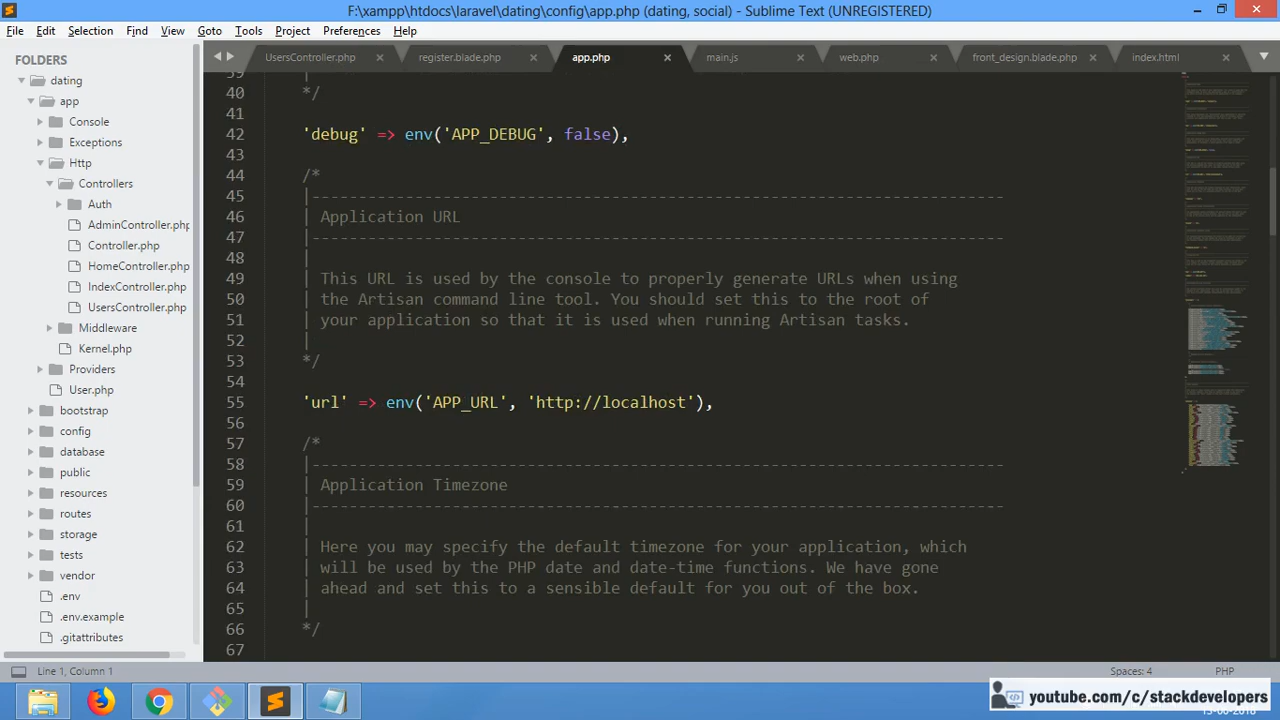 F:\xampp\htdocs\laravel\dating\config\app.php (dating, social) - Sublime Text (UNREGISTERED)
File Edit Selection Find View Goto Tools Project Preferences Help
FOLDERS
dating
app
Console
Exceptions
Http
Controllers
Auth
AdminController.php
Controller.php
HomeController.php
IndexController.php
UsersController.php
Middleware
Kernel.php
Providers
User.php
bootstrap
config
database
public
resources
routes
storage
tests
vendor
.env
.env.example
.gitattributes
UsersController.php register.blade.php app.php main.js web.php front_design.blade.php index.html
39 |
40 */
41
42 'debug' => env('APP_DEBUG', false),
43
44 /*
45 |--------------------------------------------------------------------------
46 | Application URL
47 |--------------------------------------------------------------------------
48 |
49 | This URL is used by the console to properly generate URLs when using
50 | the Artisan command line tool. You should set this to the root of
51 | your application so that it is used when running Artisan tasks.
52 |
53 */
54
55 'url' => env('APP_URL', 'http://localhost'),
56
57 /*
58 |--------------------------------------------------------------------------
59 | Application Timezone
60 |--------------------------------------------------------------------------
61 |
62 | Here you may specify the default timezone for your application, which
63 | will be used by the PHP date and date-time functions. We have gone
64 | ahead and set this to a sensible default for you out of the box.
65 |
66 */
67
Line 1, Column 1 Spaces: 4 PHP
youtube.com/c/stackdevelopers